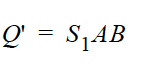 Q' = S₁AB